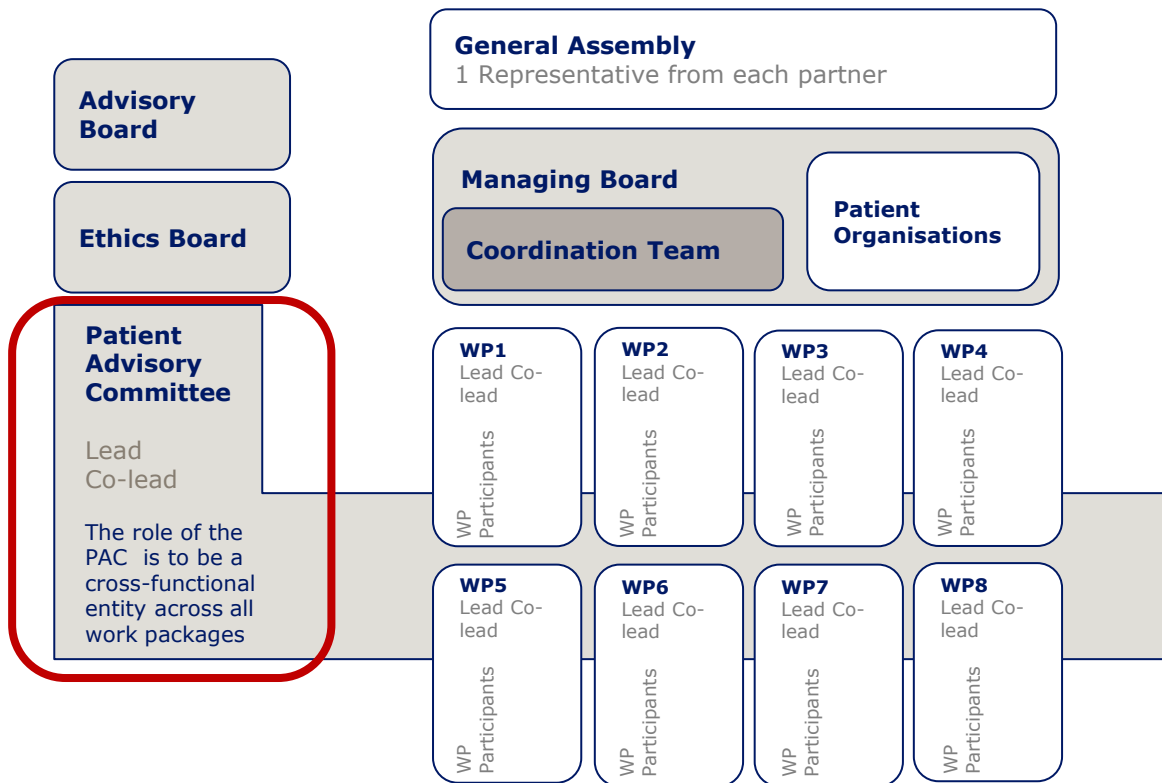 General Assembly
1 Representative from each partner
Advisory
Board
Managing Board
Patient
Organisations
Ethics Board
Coordination Team
Patient
Advisory
Committee
Lead
Co-lead
The role of the
PAC is to be a
cross-functional
entity across all
work packages
WP1
Lead Co-
lead
WP
Participants
WP2
Lead Co-
lead
WP
Participants
WP3
Lead Co-
lead
WP
Participants
WP4
Lead Co-
lead
WP
Participants
WP5
Lead Co-
lead
WP
Participants
WP6
Lead Co-
lead
WP
Participants
WP7
Lead Co-
lead
WP
Participants
WP8
Lead Co-
lead
WP
Participants